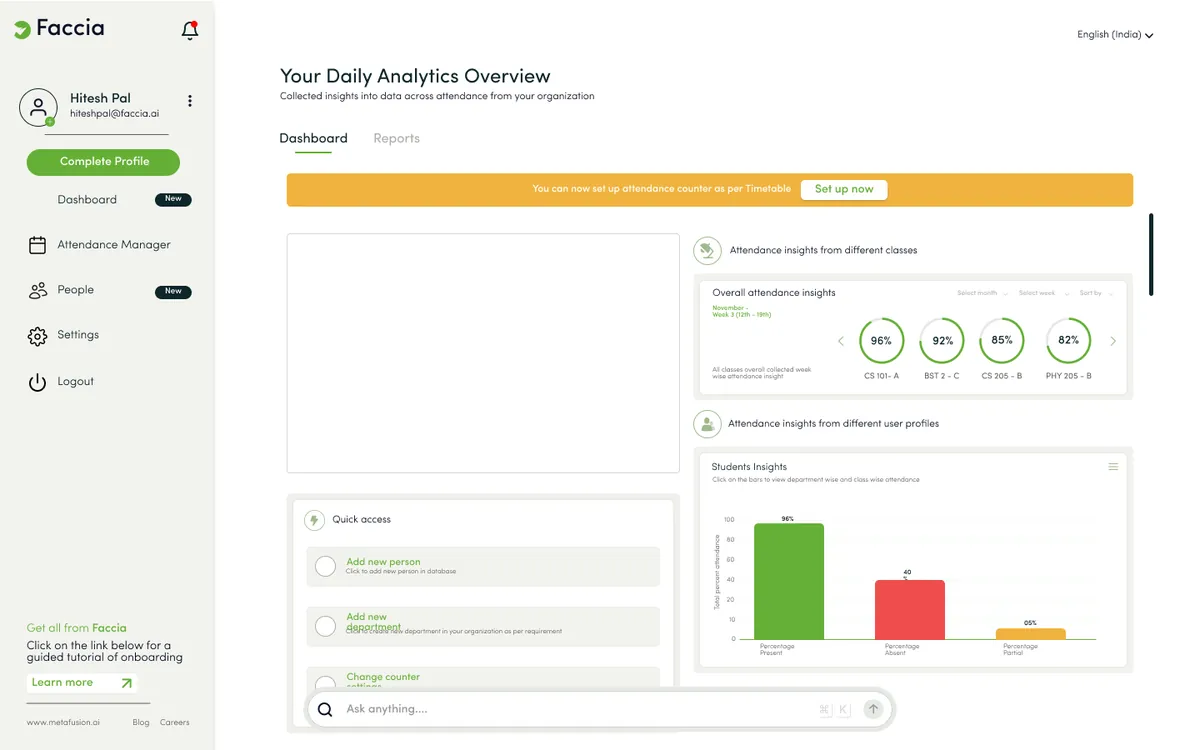 Faccia
English (India)
Hitesh Pal
hiteshpal@faccia.ai
Complete Profile
Dashboard
New
Attendance Manager
People
New
Settings
Logout
Get all from Faccia
Click on the link below for a
guided tutorial of onboarding
Learn more
www.metafusion.ai
Blog
Careers
Your Daily Analytics Overview
Collected insights into data across attendance from your organization
Dashboard
Reports
You can now set up attendance counter as per Timetable
Set up now
Quick access
Add new person
Click to add new person in database
Add new
department
Click to create new department in your organization as per requirement
Change counter
settings
Ask anything....
⌘ K
Attendance insights from different classes
Overall attendance insights
Select month
Select week
Sort by
November -
Week 3 (12th - 19th)
All classes overall collected week
wise attendance insight
96%
92%
85%
82%
CS 101- A
BST 2 - C
CS 205 - B
PHY 205 - B
Attendance insights from different user profiles
Students Insights
Click on the bars to view department wise and class wise attendance
Total percent attendance
100
80
60
40
20
10
0
96%
40
05%
Percentage
Present
Percentage
Absent
Percentage
Partial